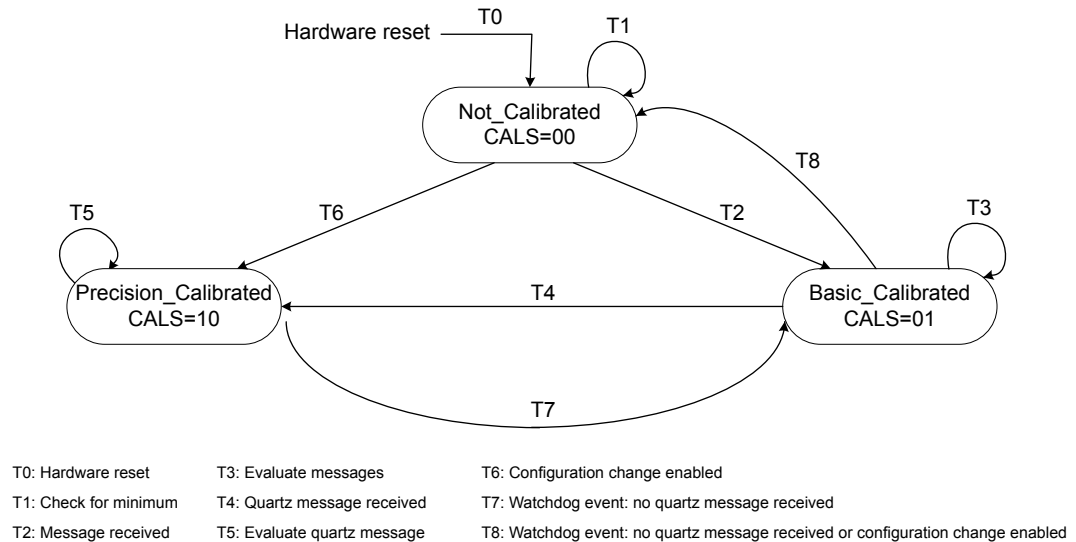 T0
Hardware reset
T1
Not_Calibrated
CALS=00
T8
T6
T2
T5
T3
Precision_Calibrated
CALS=10
T4
Basic_Calibrated
CALS=01
T7
T0: Hardware reset
T3: Evaluate messages
T6: Configuration change enabled
T1: Check for minimum
T4: Quartz message received
T7: Watchdog event: no quartz message received
T2: Message received
T5: Evaluate quartz message
T8: Watchdog event: no quartz message received or configuration change enabled